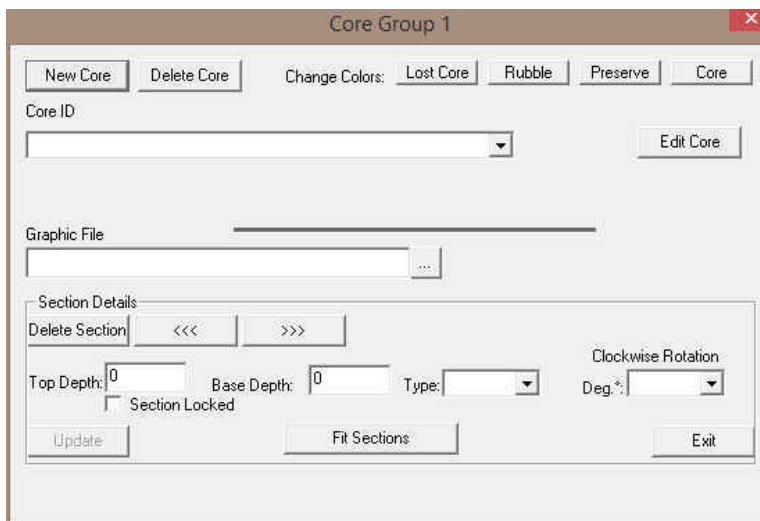 Core Group 1
x
New Core Delete Core Change Colors: Lost Core Rubble Preserve Core
Core ID
Edit Core
Graphic File
...
Section Details
Delete Section <<< >>>
Clockwise Rotation
Top Depth: 0 Base Depth: 0 Type: Deg.*:
Section Locked
Update Fit Sections Exit